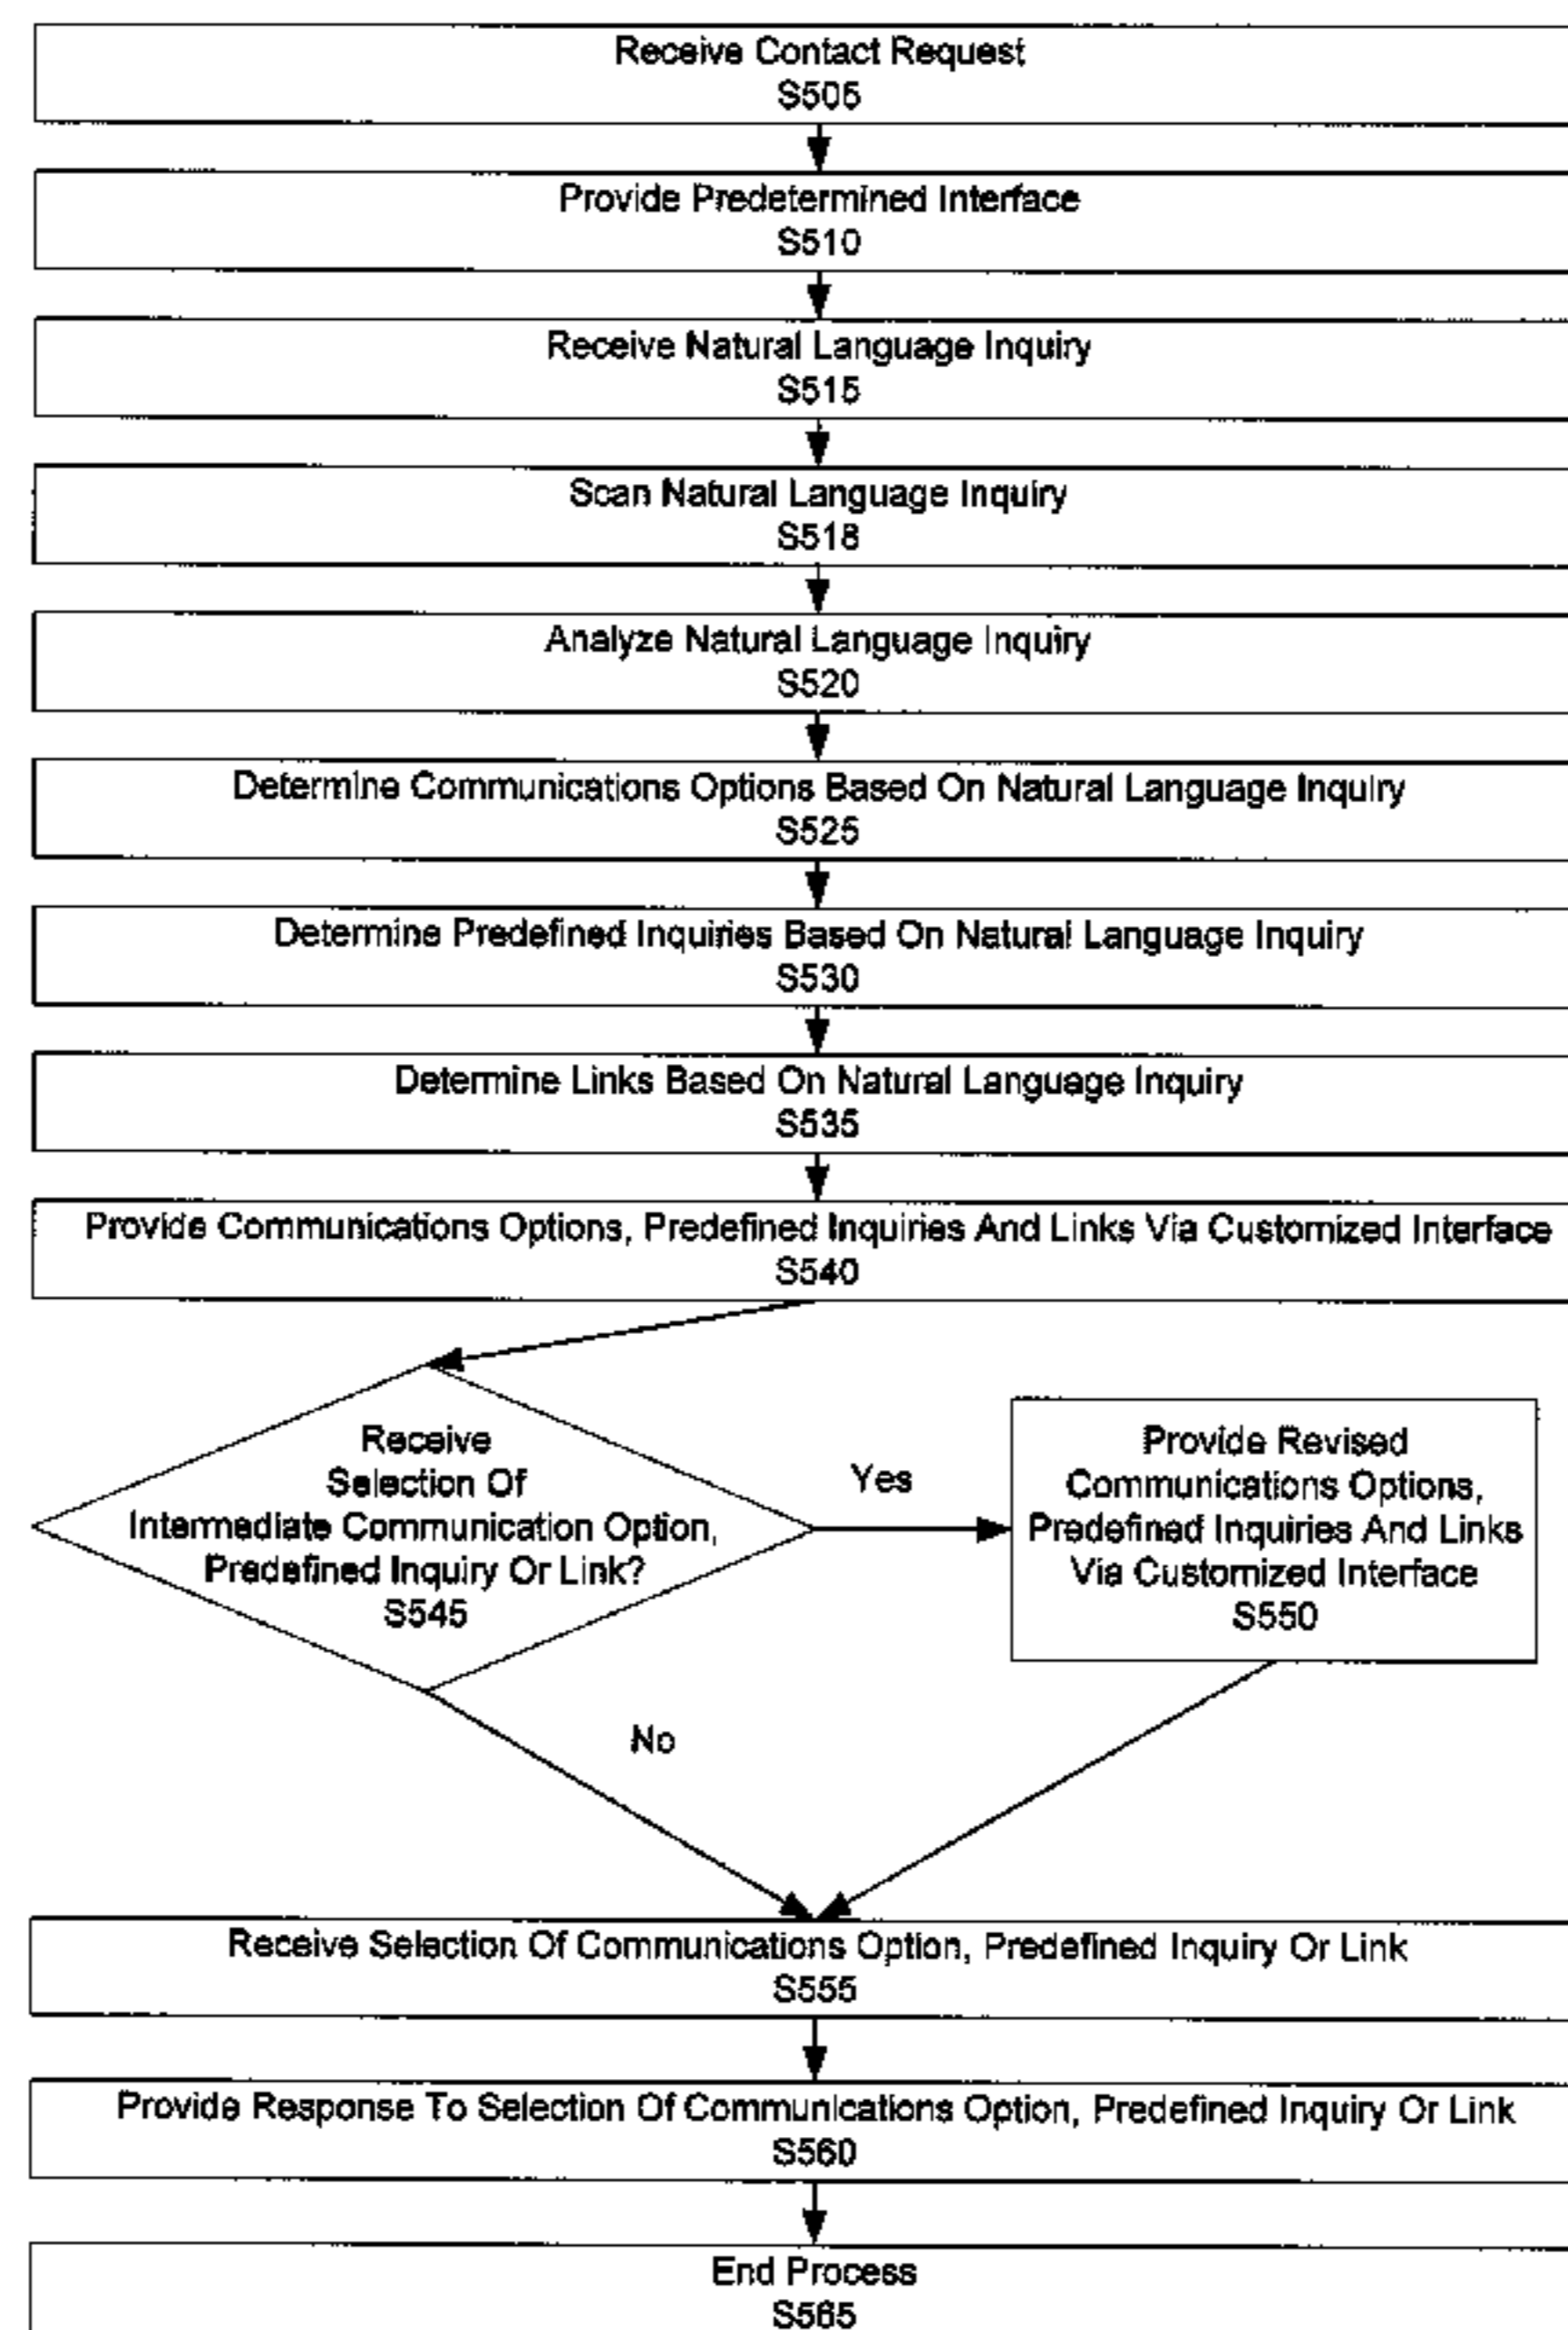 Receive Contact Request
S505
Provide Predetermined Interface
S510
Receive Natural Language Inquiry
S515
Scan Natural Language Inquiry
S518
Analyze Natural Language Inquiry
S520
Determine Communications Options Based On Natural Language Inquiry
S525
Determine Predefined Inquiries Based On Natural Language Inquiry
S530
Determine Links Based On Natural Language Inquiry
S535
Provide Communications Options, Predefined Inquiries And Links Via Customized Interface
S540
Receive
Selection Of
Intermediate Communication Option,
Predefined Inquiry Or Link?
S545
Yes
Provide Revised
Communications Options,
Predefined Inquiries And Links
Via Customized Interface
S550
No
Receive Selection Of Communications Option, Predefined Inquiry Or Link
S555
Provide Response To Selection Of Communications Option, Predefined Inquiry Or Link
S560
End Process
S565